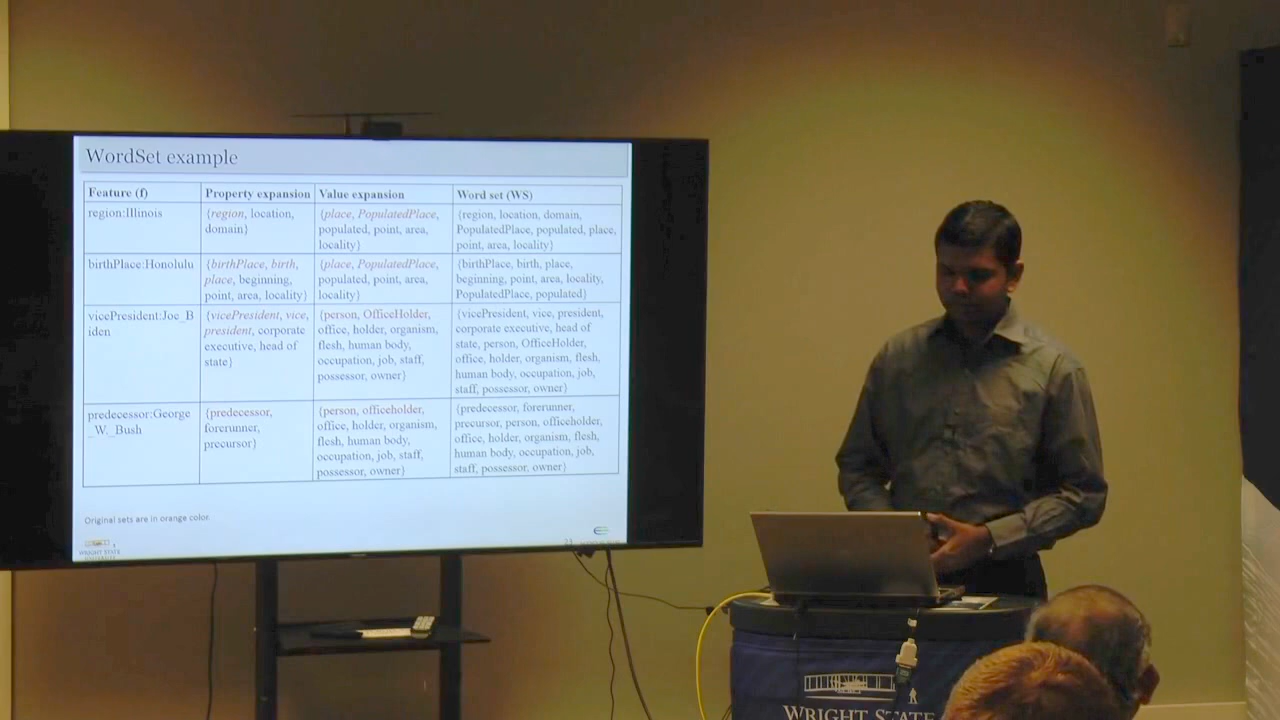 WordSet example
Feature (f) Property expansion Value expansion Word set (WS)
region:Illinois {region, location, {place, PopulatedPlace, {region, location, domain,
domain} populated, point, area, PopulatedPlace, populated, place,
locality} point, area, locality}
birthPlace:Honolulu {birthPlace, birth, {place, PopulatedPlace, {birthPlace, birth, place,
place, beginning, populated, point, area, beginning, point, area, locality,
point, area, locality} locality} PopulatedPlace, populated}
vicePresident:Joe_B {vicePresident, vice, {person, OfficeHolder, {vicePresident, vice, president,
iden president, corporate office, holder, organism, corporate executive, head of
executive, head of flesh, human body, state, person, OfficeHolder,
state} occupation, job, staff, office, holder, organism, flesh,
possessor, owner} human body, occupation, job,
staff, possessor, owner}
predecessor:George {predecessor, {person, officeholder, {predecessor, forerunner,
_W._Bush forerunner, office, holder, organism, precursor, person, officeholder,
precursor} flesh, human body, office, holder, organism, flesh,
occupation, job, staff, human body, occupation, job,
possessor, owner} staff, possessor, owner}
Original sets are in orange color.
WRIGHT STATE
UNIVERSITY
WRIGHT STATE